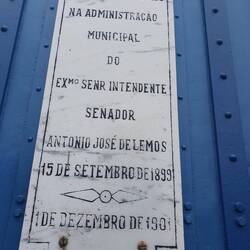 NA ADMINISTRAÇÃO
MUNICIPAL
DO
EXMO SENR INTENDENTE
SENADOR
ANTONIO JOSÉ DE LEMOS
15 DE SETEMBRO DE 1899
1 DE DEZEMBRO DE 1901